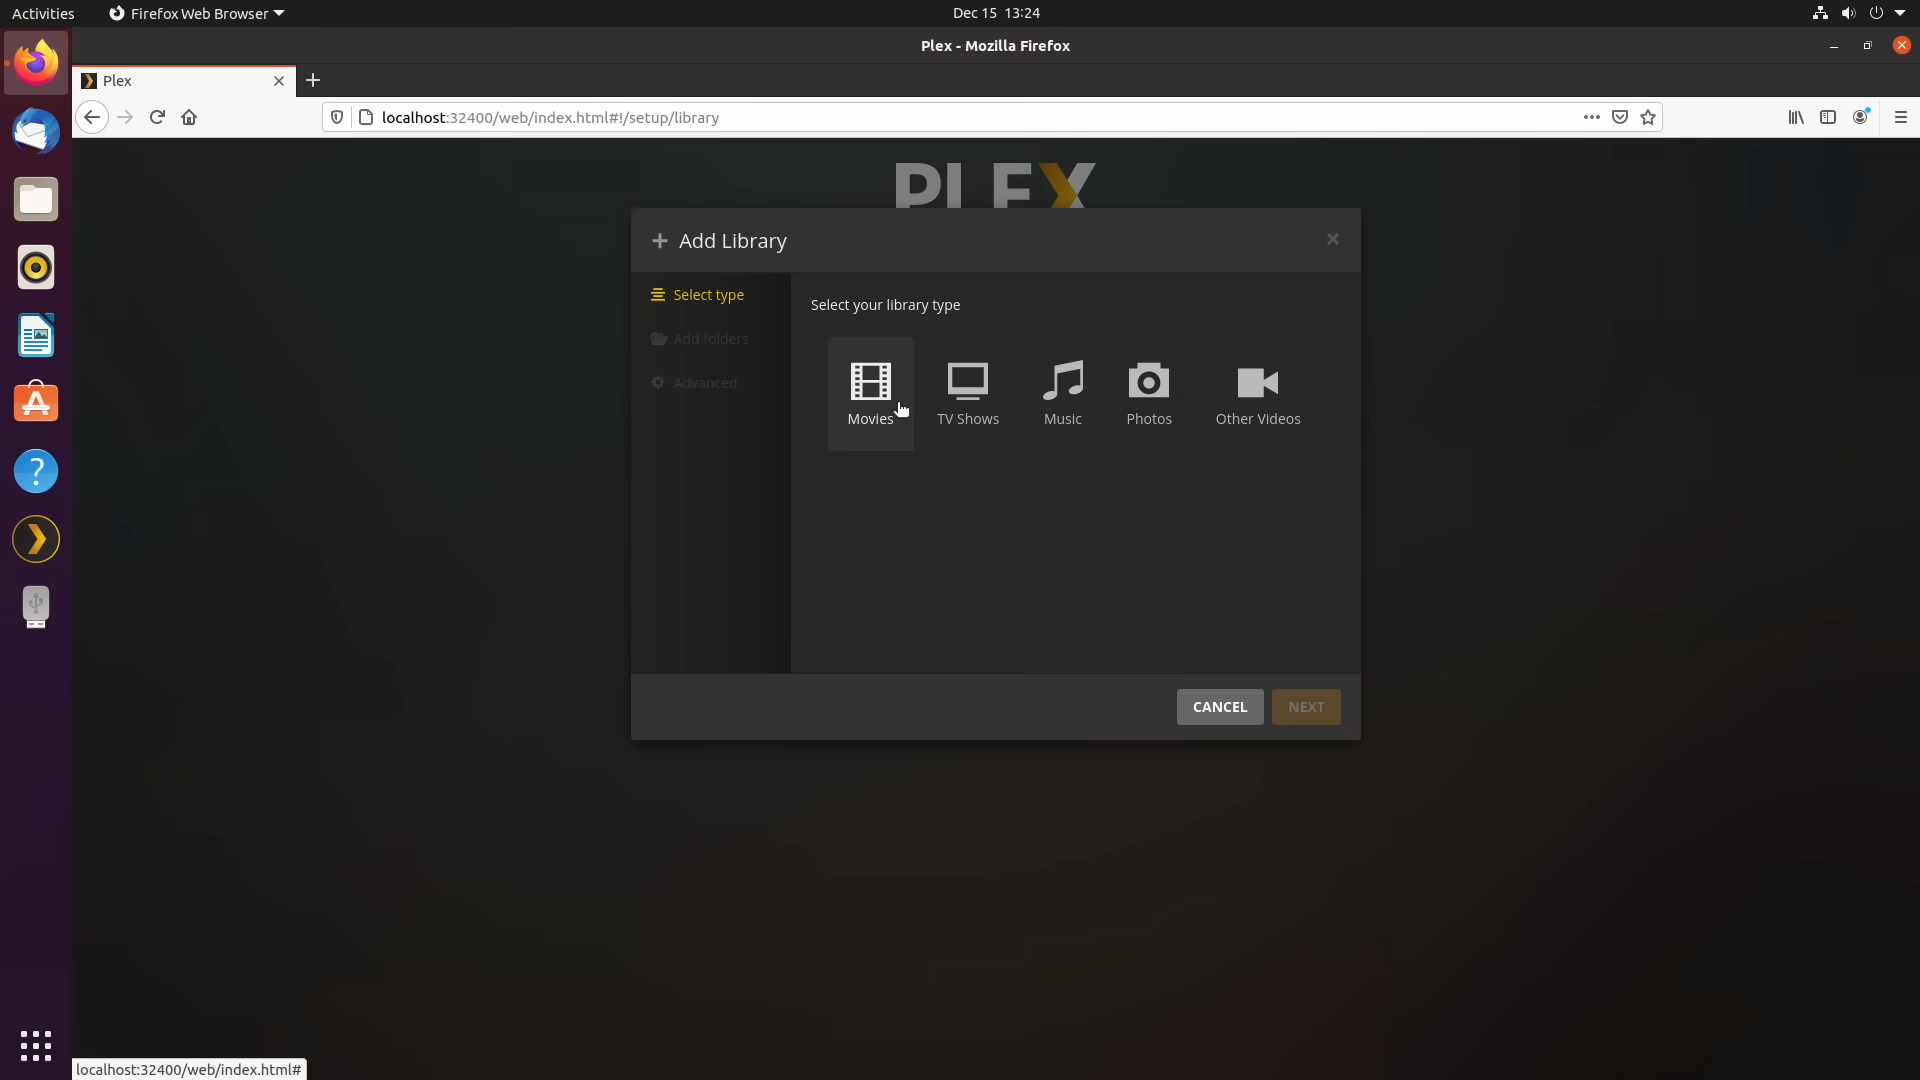 Activities Firefox Web Browser Dec 15 13:24
Plex - Mozilla Firefox
Plex
localhost:32400/web/index.html#!/setup/library
PLEX
Add Library
Select type
Add folders
Advanced
Select your library type
Movies TV Shows Music Photos Other Videos
CANCEL NEXT
localhost:32400/web/index.html#